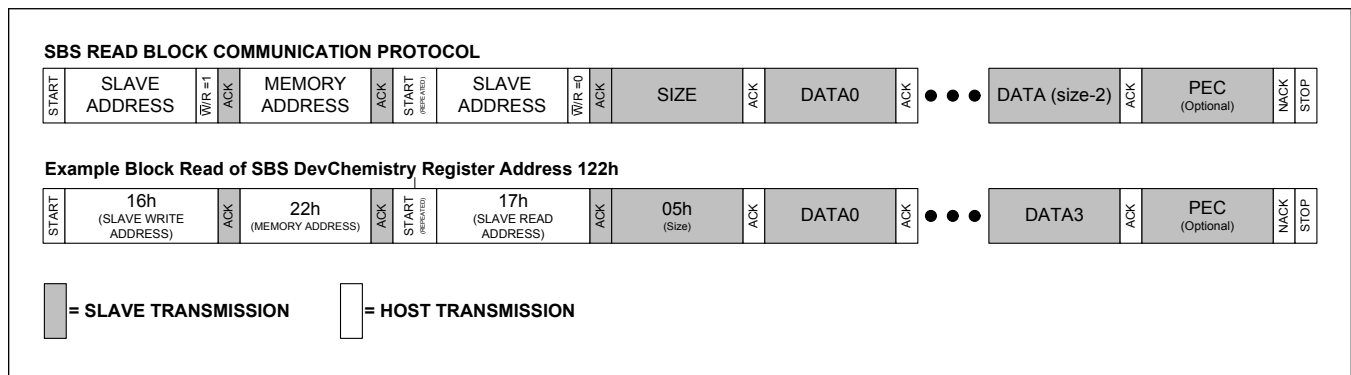 SBS READ BLOCK COMMUNICATION PROTOCOL
START
SLAVE
ADDRESS
W̅/R =1
ACK
MEMORY
ADDRESS
ACK
START
(REPEATED)
SLAVE
ADDRESS
W̅/R =0
ACK
SIZE
ACK
DATA0
ACK
●●●
DATA (size-2)
ACK
PEC
(Optional)
NACK
STOP
Example Block Read of SBS DevChemistry Register Address 122h
START
16h
(SLAVE WRITE
ADDRESS)
ACK
22h
(MEMORY ADDRESS)
ACK
START
(REPEATED)
17h
(SLAVE READ
ADDRESS)
ACK
05h
(Size)
ACK
DATA0
ACK
●●●
DATA3
ACK
PEC
(Optional)
NACK
STOP
= SLAVE TRANSMISSION
= HOST TRANSMISSION